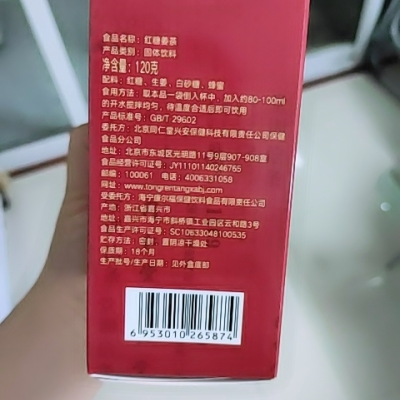 食品名称：红糖姜茶
产品类别：固体饮料
净含量：120克
配料：红糖、生姜、白砂糖、蜂蜜
食用方法：取本品一袋倒入杯中，加入约80-100ml
的开水搅拌均匀，待温度合适后即可饮用
产品标准号：GB/T 29602
委托方：北京同仁堂兴安保健科技有限责任公司保健
食品分公司
地址：北京市东城区光明路11号9层907-908室
食品经营许可证号：JY11101140246765
邮编：100061 电话：4006331058
网址：www.tongrentangxabj.com
受委托方：海宁康尔福保健饮料食品有限责任公司
产地：浙江省嘉兴市
地址：嘉兴市海宁市斜桥镇工业园区云和路3号
食品生产许可证号：SC10633048100535
贮存方法：密封，置阴凉干燥处
保质期：18个月
生产批号/生产日期：见外盒底部
6 953010 265874